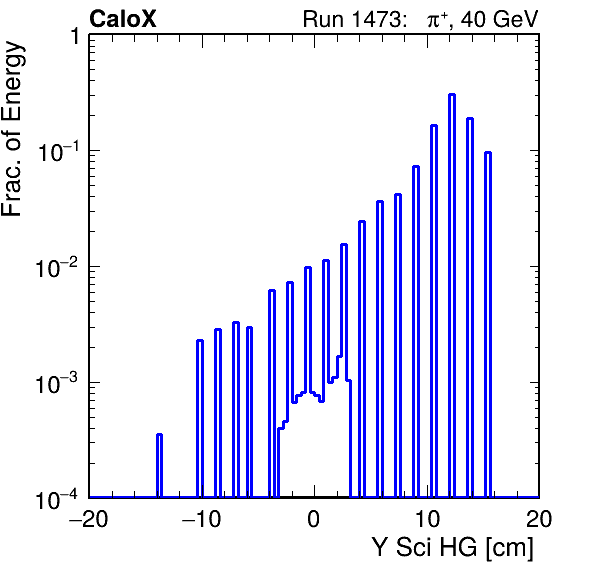 CaloX Run 1473: π⁺, 40 GeV
Frac. of Energy
1
10⁻¹
10⁻²
10⁻³
10⁻⁴
−20 −10 0 10 20
Y Sci HG [cm]